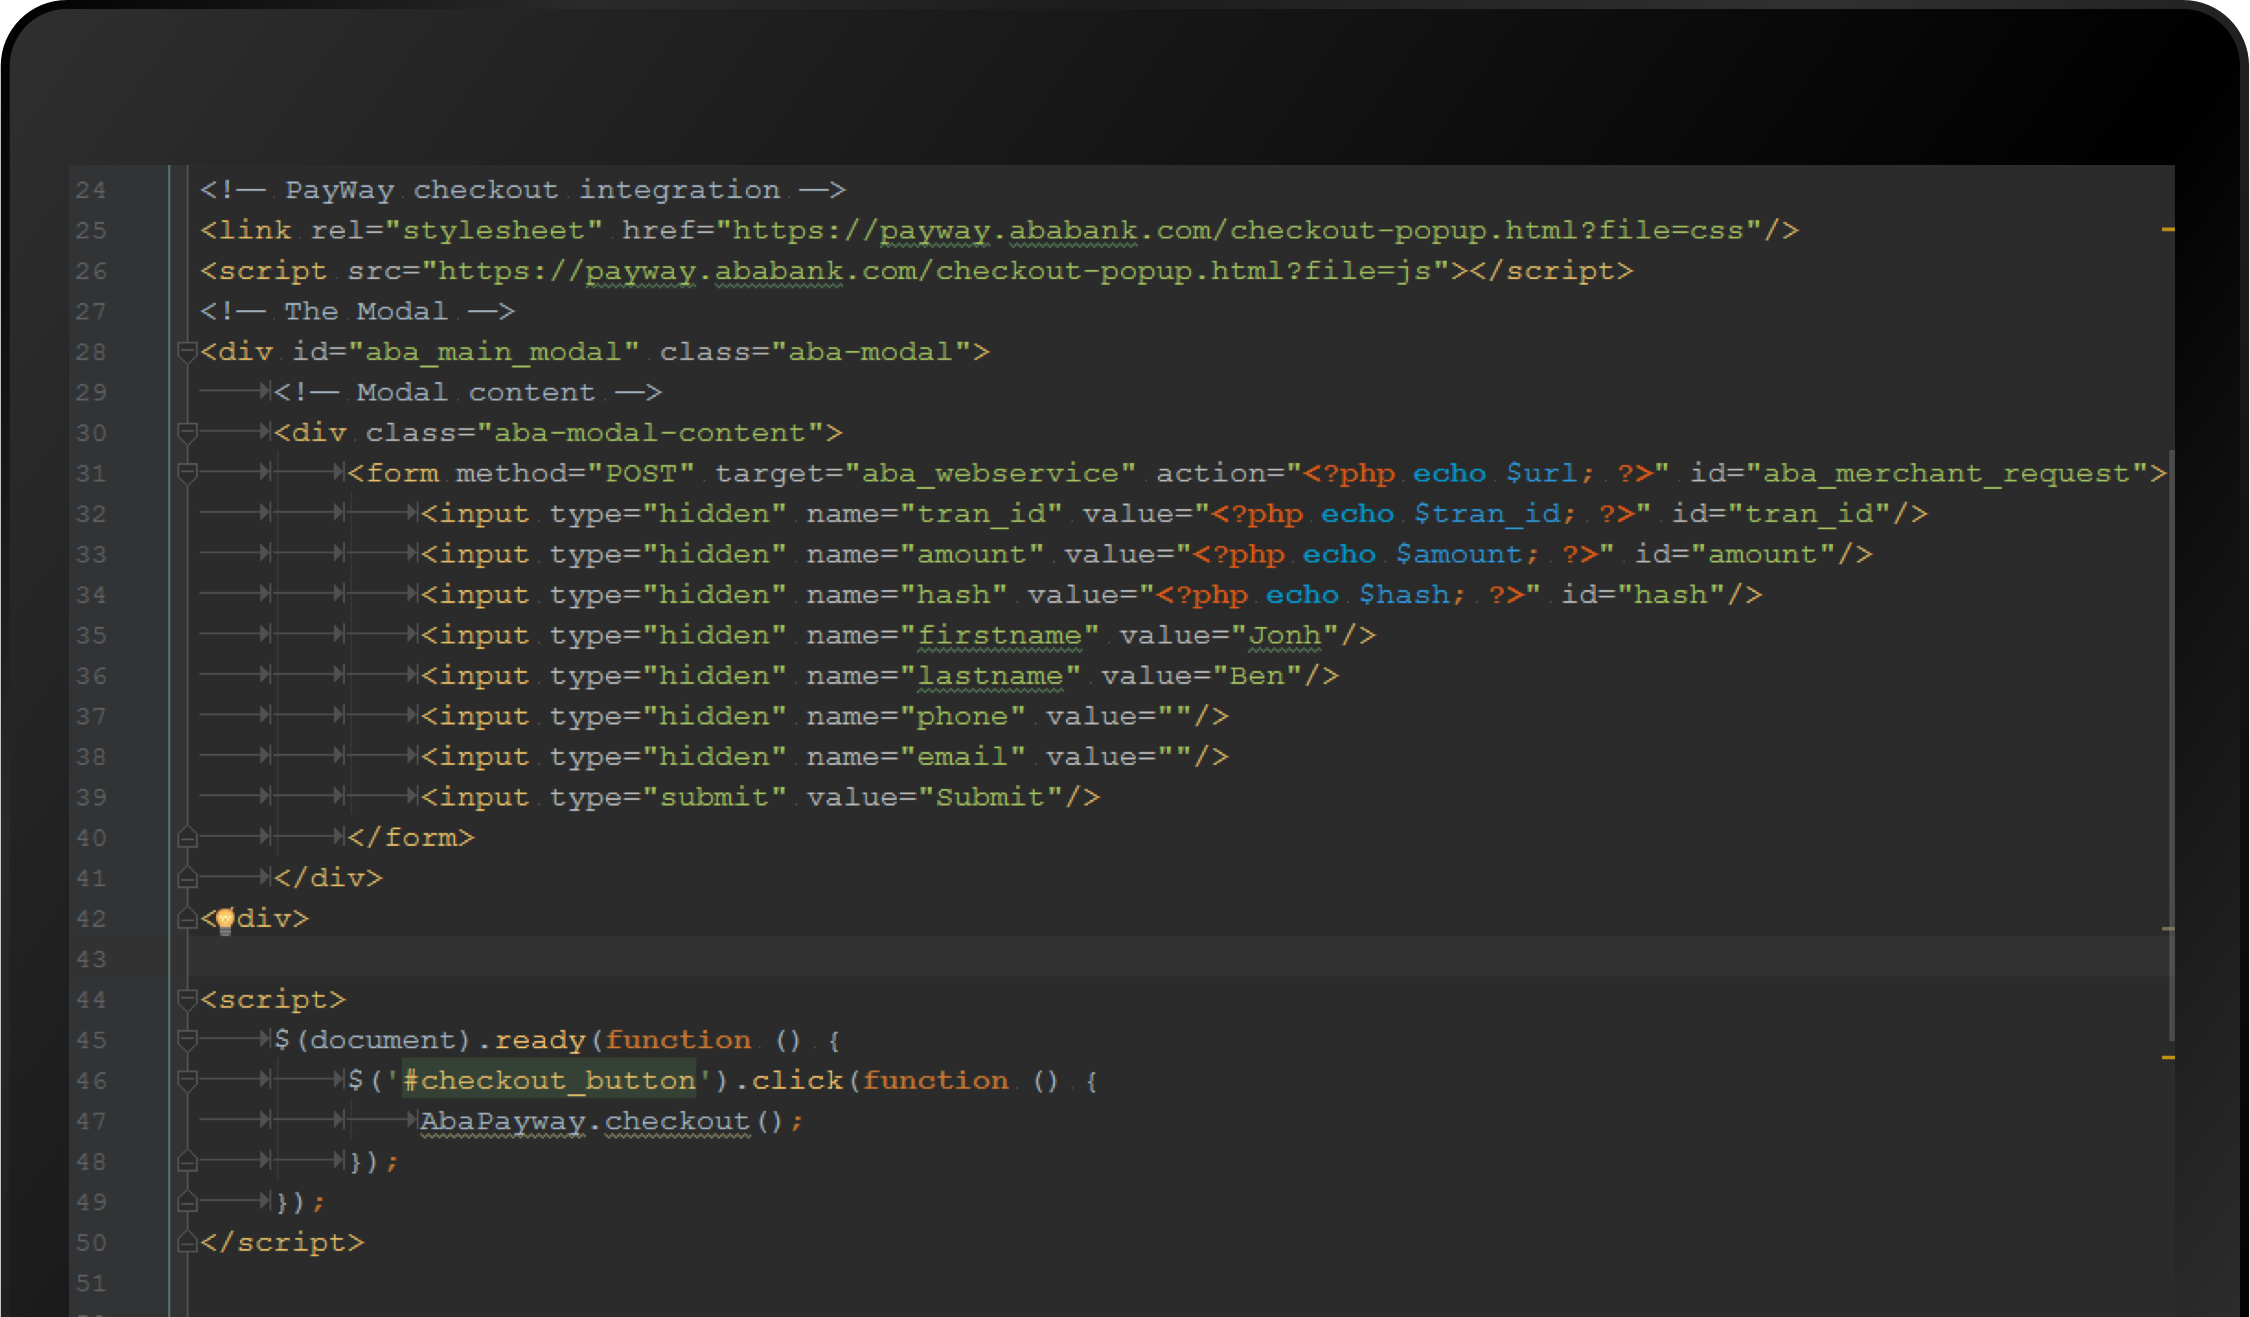 24 <!-- PayWay checkout integration -->
25 <link rel="stylesheet" href="https://payway.ababank.com/checkout-popup.html?file=css"/>
26 <script src="https://payway.ababank.com/checkout-popup.html?file=js"></script>
27 <!-- The Modal -->
28 <div id="aba_main_modal" class="aba-modal">
29 <!-- Modal content -->
30 <div class="aba-modal-content">
31 <form method="POST" target="aba_webservice" action="<?php echo $url; ?>" id="aba_merchant_request">
32 <input type="hidden" name="tran_id" value="<?php echo $tran_id; ?>" id="tran_id"/>
33 <input type="hidden" name="amount" value="<?php echo $amount; ?>" id="amount"/>
34 <input type="hidden" name="hash" value="<?php echo $hash; ?>" id="hash"/>
35 <input type="hidden" name="firstname" value="Jonh"/>
36 <input type="hidden" name="lastname" value="Ben"/>
37 <input type="hidden" name="phone" value=""/>
38 <input type="hidden" name="email" value=""/>
39 <input type="submit" value="Submit"/>
40 </form>
41 </div>
42 <div>
43
44 <script>
45 $(document).ready(function () {
46 $('#checkout_button').click(function () {
47 AbaPayway.checkout();
48 });
49 });
50 </script>
51